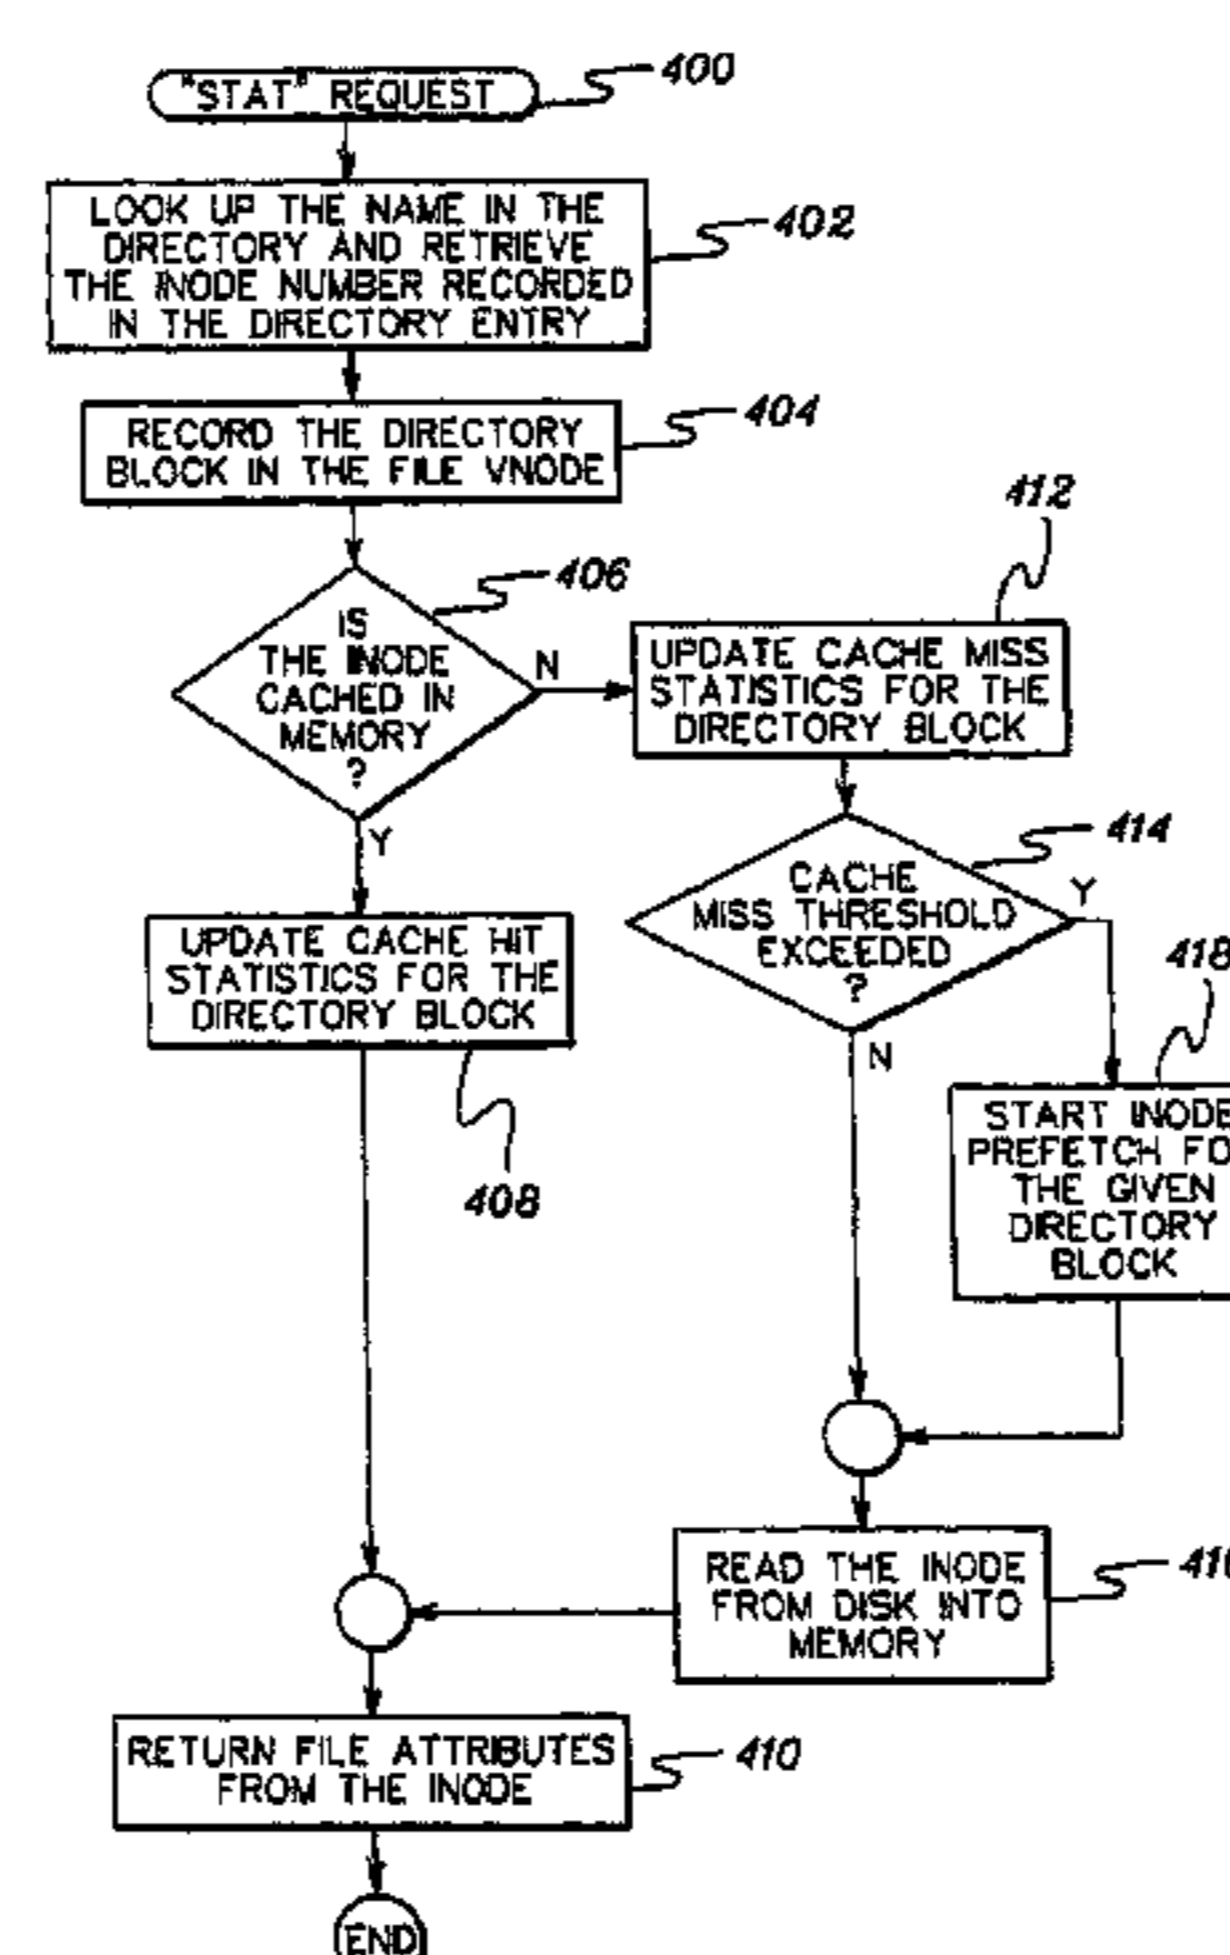 "STAT" REQUEST
400
LOOK UP THE NAME IN THE
DIRECTORY AND RETRIEVE
THE INODE NUMBER RECORDED
IN THE DIRECTORY ENTRY
402
RECORD THE DIRECTORY
BLOCK IN THE FILE VNODE
404
IS
THE INODE
CACHED IN
MEMORY
?
406
N
Y
UPDATE CACHE MISS
STATISTICS FOR THE
DIRECTORY BLOCK
412
CACHE
MISS THRESHOLD
EXCEEDED
?
414
Y
N
UPDATE CACHE HIT
STATISTICS FOR THE
DIRECTORY BLOCK
408
START INODE
PREFETCH
THE GIVEN
DIRECTORY
BLOCK
418
READ THE INODE
FROM DISK INTO
MEMORY
RETURN FILE ATTRIBUTES
FROM THE INODE
410
END